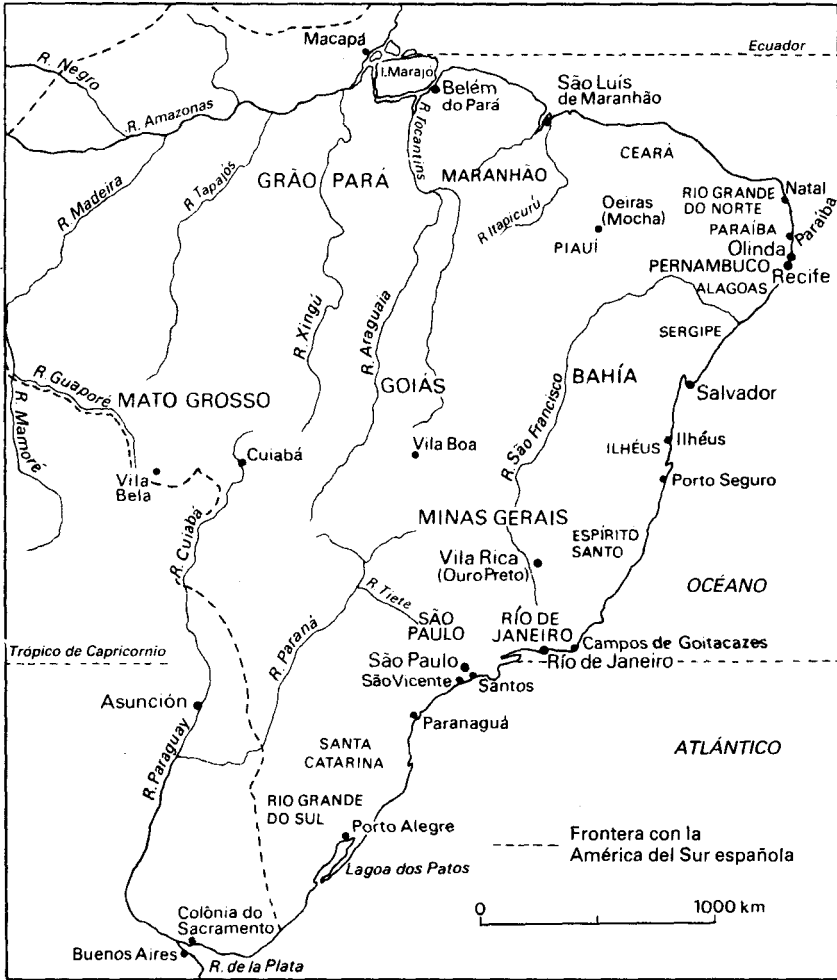 Macapá
Ecuador
I. Marajó
R. Negro
Belém
do Pará
São Luís
de Maranhão
R. Amazonas
R. Tocantins
CEARÁ
R. Madeira
R. Tapajós
GRÃO PARÁ
MARANHÃO
RIO GRANDE
DO NORTE
Natal
Oeiras
(Mocha)
R Itapicurú
PARAÍBA
Paraíba
PIAUÍ
Olinda
PERNAMBUCO
Recife
ALAGOAS
R. Xingú
R. Araguaia
SERGIPE
R. Guaporé
MATO GROSSO
GOIÁS
BAHÍA
Salvador
R. Mamoré
R. São Francisco
Cuiabá
Vila Boa
ILHÉUS
Ilhéus
Vila
Bela
Porto Seguro
MINAS GERAIS
ESPÍRITO
SANTO
R. Cuiabá
Vila Rica
(Ouro Preto)
R. Tiete
OCÉANO
SÃO
PAULO
RÍO DE
JANEIRO
Campos de Goitacazes
Trópico de Capricornio
R. Paraná
São Paulo
Río de Janeiro
São Vicente
Santos
Asunción
Paranaguá
R. Paraguay
SANTA
CATARINA
ATLÁNTICO
RIO GRANDE
DO SUL
Porto Alegre
Frontera con la
América del Sur española
Lagoa dos Patos
0
1000 km
Colônia do
Sacramento
Buenos Aires
R. de la Plata